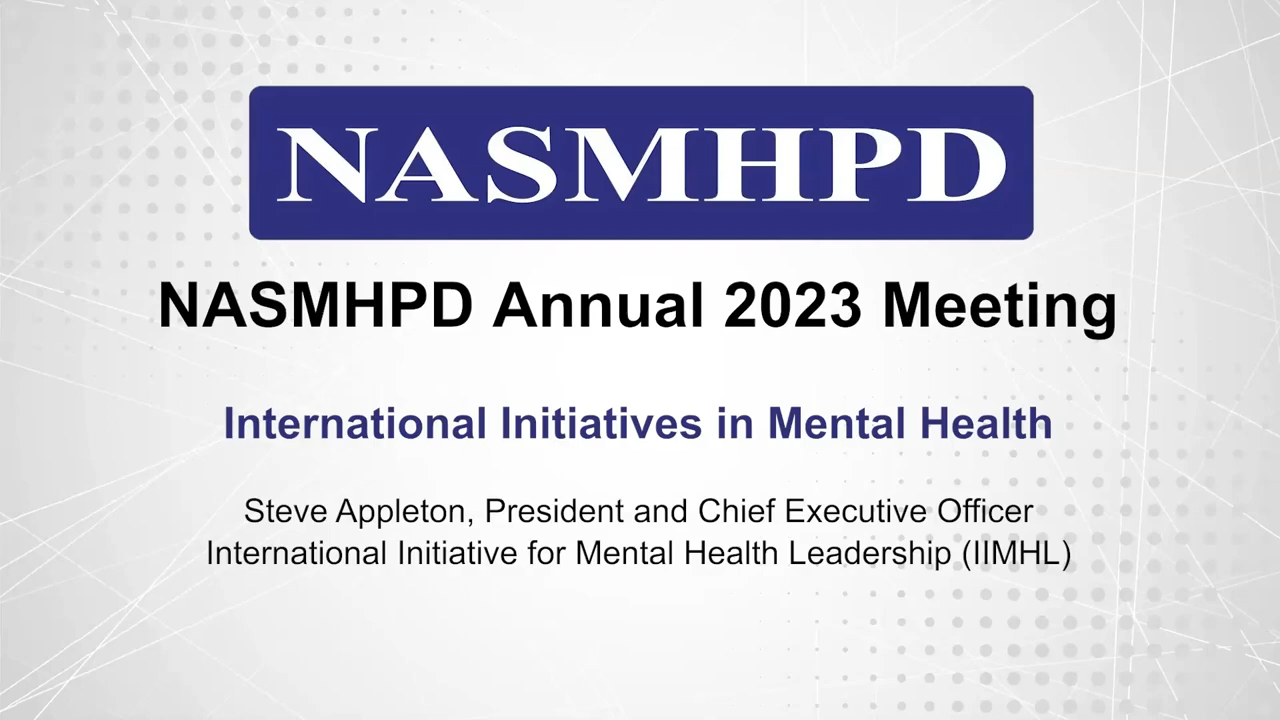 NASMHPD
NASMHPD Annual 2023 Meeting
International Initiatives in Mental Health
Steve Appleton, President and Chief Executive Officer
International Initiative for Mental Health Leadership (IIMHL)